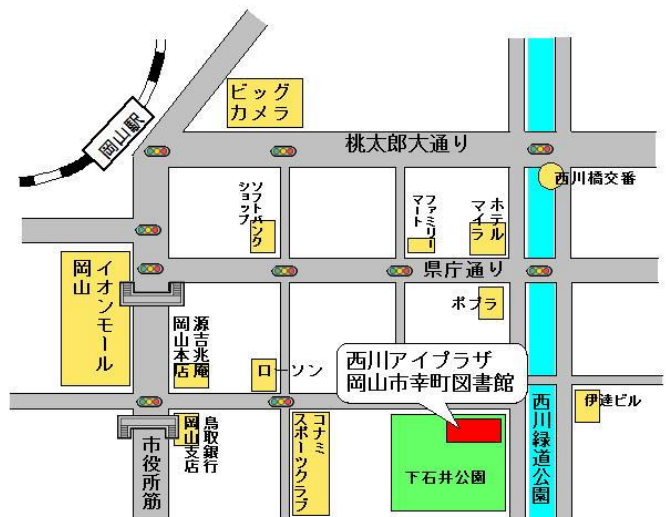 ビッグ
カメラ
岡山駅
桃太郎大通り
西川橋交番
ソフトバンク
ショップ
ファミリー
マート
ホテル
マイラ
県庁通り
イオンモール
岡山
ポプラ
源吉兆庵
岡山本店
ローソン
西川アイプラザ
岡山市幸町図書館
伊達ビル
鳥取銀行
岡山支店
コナミ
スポーツクラブ
下石井公園
西川緑道公園
市役所筋